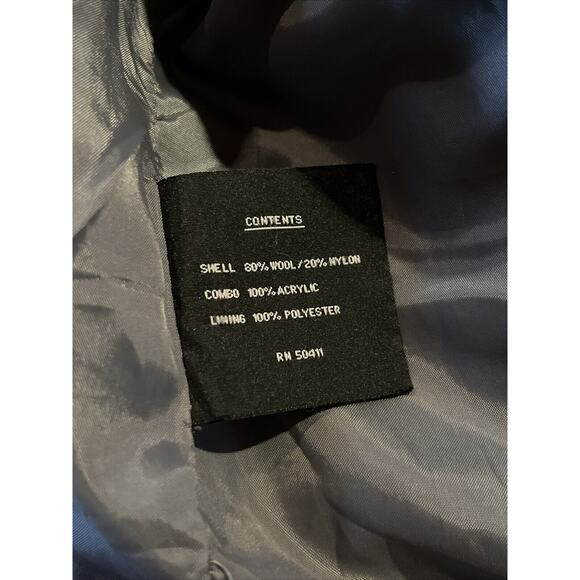 CONTENTS
SHELL 80% WOOL/20% NYLON
COMBO 100% ACRYLIC
LINING 100% POLYESTER
RN 50411